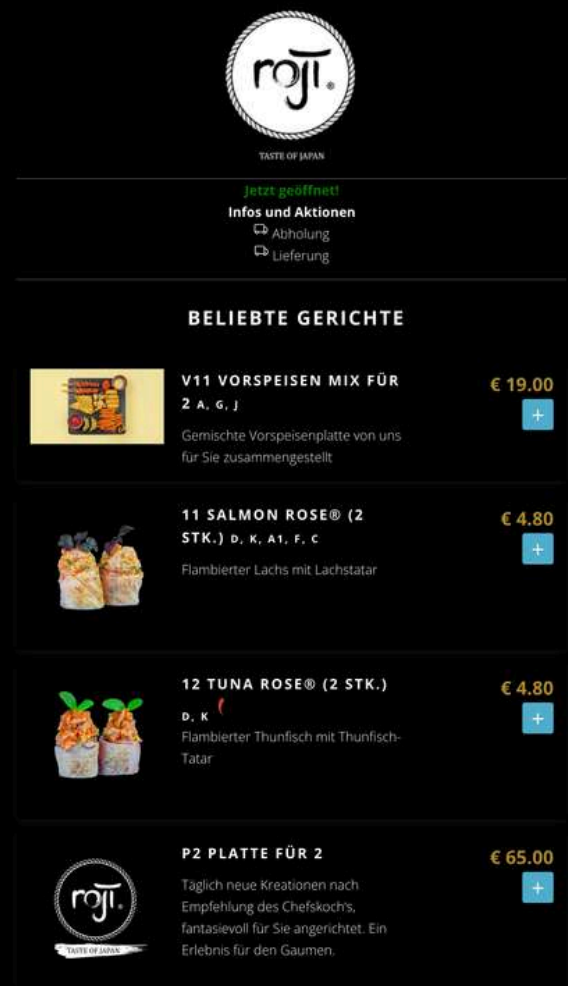 roji®
TASTE OF JAPAN
Jetzt geöffnet!
Infos und Aktionen
Abholung
Lieferung
BELIEBTE GERICHTE
V11 VORSPEISEN MIX FÜR
2 A, G, J
€ 19.00
+
Gemischte Vorspeisenplatte von uns
für Sie zusammengestellt
11 SALMON ROSE® (2
STK.) D, K, A1, F, C
€ 4.80
+
Flambierter Lachs mit Lachstatar
12 TUNA ROSE® (2 STK.)
D, K
€ 4.80
+
Flambierter Thunfisch mit Thunfisch-
Tatar
P2 PLATTE FÜR 2
€ 65.00
+
Täglich neue Kreationen nach
Empfehlung des Chefskoch's,
fantasievoll für Sie angerichtet. Ein
Erlebnis für den Gaumen.
roji®
TASTE OF JAPAN